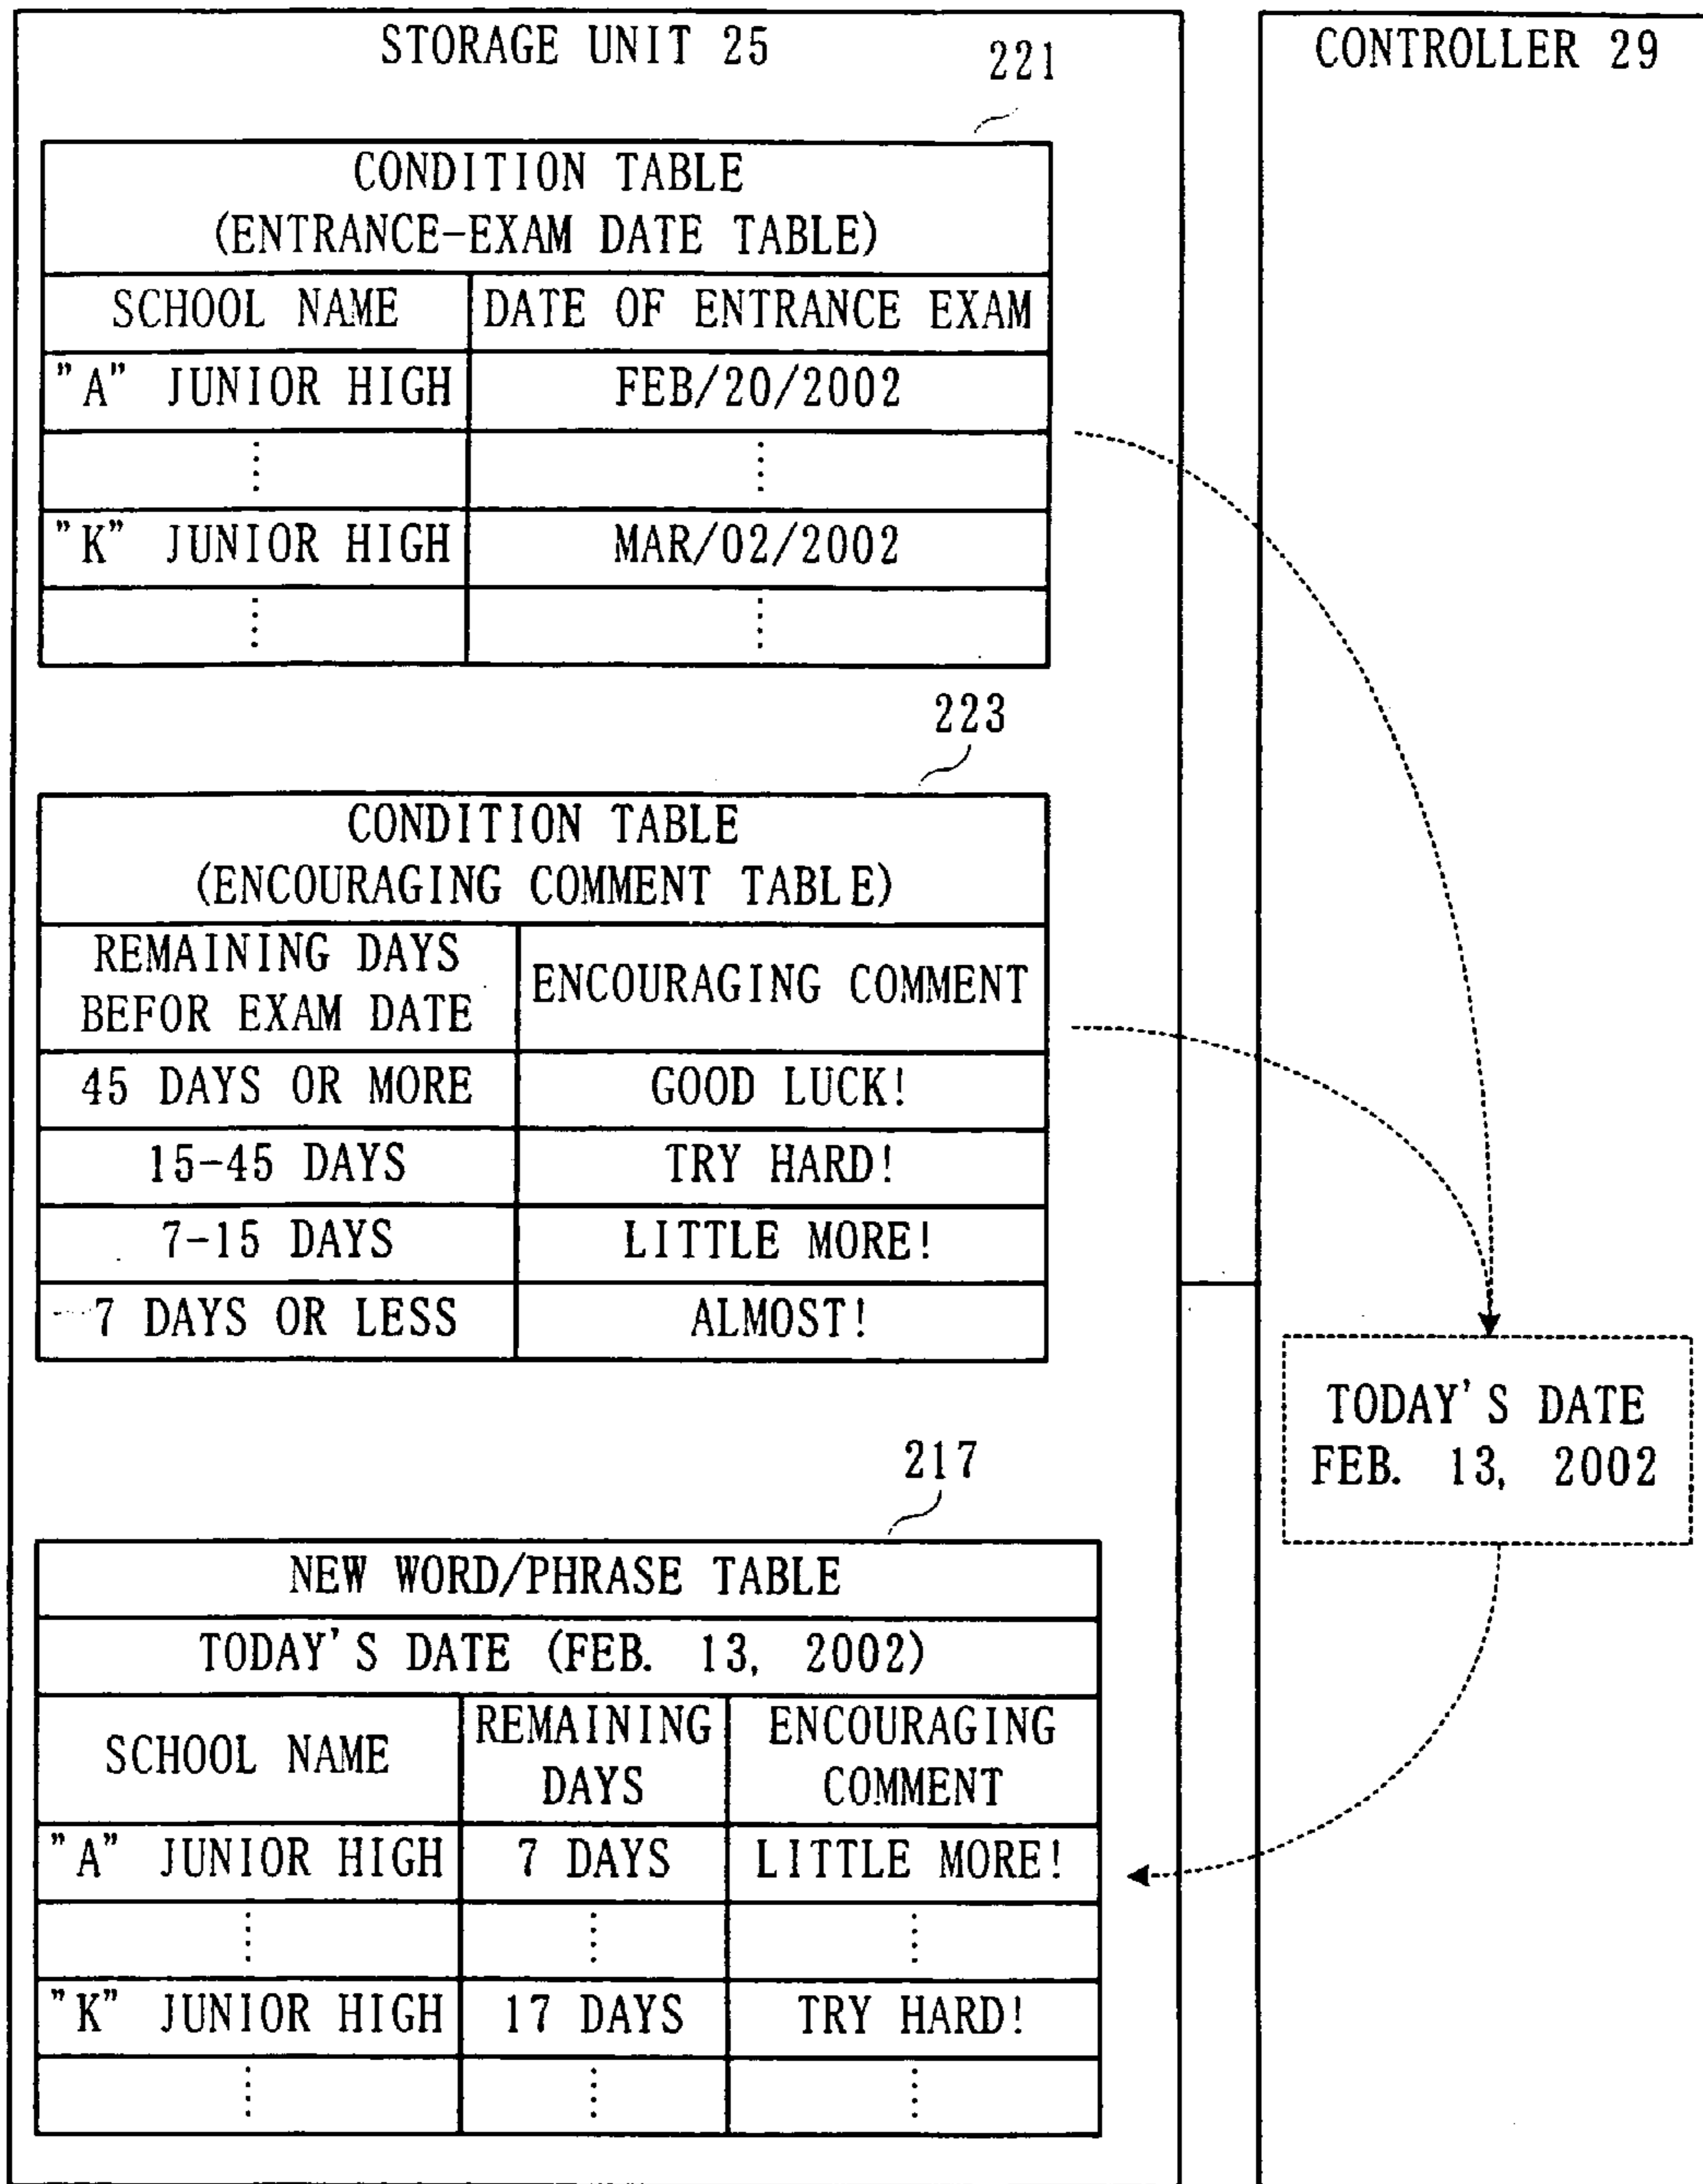 STORAGE UNIT 25
221
CONDITION TABLE
(ENTRANCE-EXAM DATE TABLE)
SCHOOL NAME DATE OF ENTRANCE EXAM
"A" JUNIOR HIGH FEB/20/2002
"K" JUNIOR HIGH MAR/02/2002
223
CONDITION TABLE
(ENCOURAGING COMMENT TABLE)
REMAINING DAYS
BEFOR EXAM DATE
ENCOURAGING COMMENT
45 DAYS OR MORE GOOD LUCK!
15-45 DAYS TRY HARD!
7-15 DAYS LITTLE MORE!
7 DAYS OR LESS ALMOST!
217
NEW WORD/PHRASE TABLE
TODAY'S DATE (FEB. 13, 2002)
SCHOOL NAME
REMAINING
DAYS
ENCOURAGING
COMMENT
"A" JUNIOR HIGH 7 DAYS LITTLE MORE!
"K" JUNIOR HIGH 17 DAYS TRY HARD!
CONTROLLER 29
TODAY'S DATE
FEB. 13, 2002